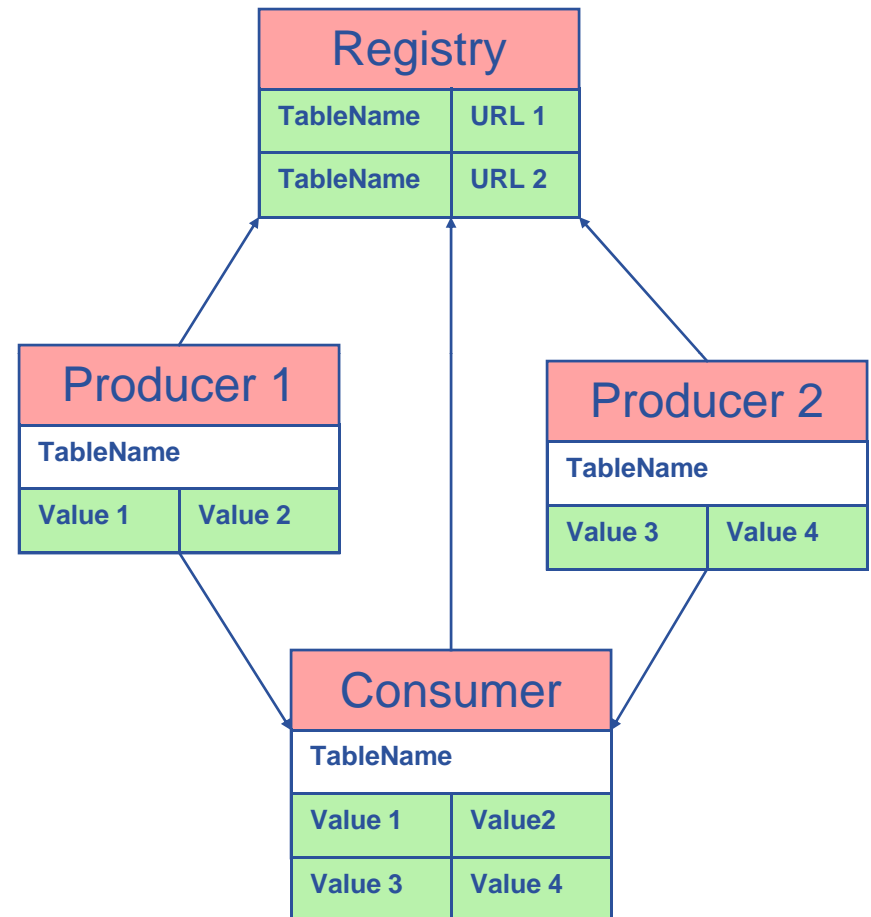 Registry
TableName URL 1
TableName URL 2
Producer 1
TableName
Value 1 Value 2
Producer 2
TableName
Value 3 Value 4
Consumer
TableName
Value 1 Value2
Value 3 Value 4